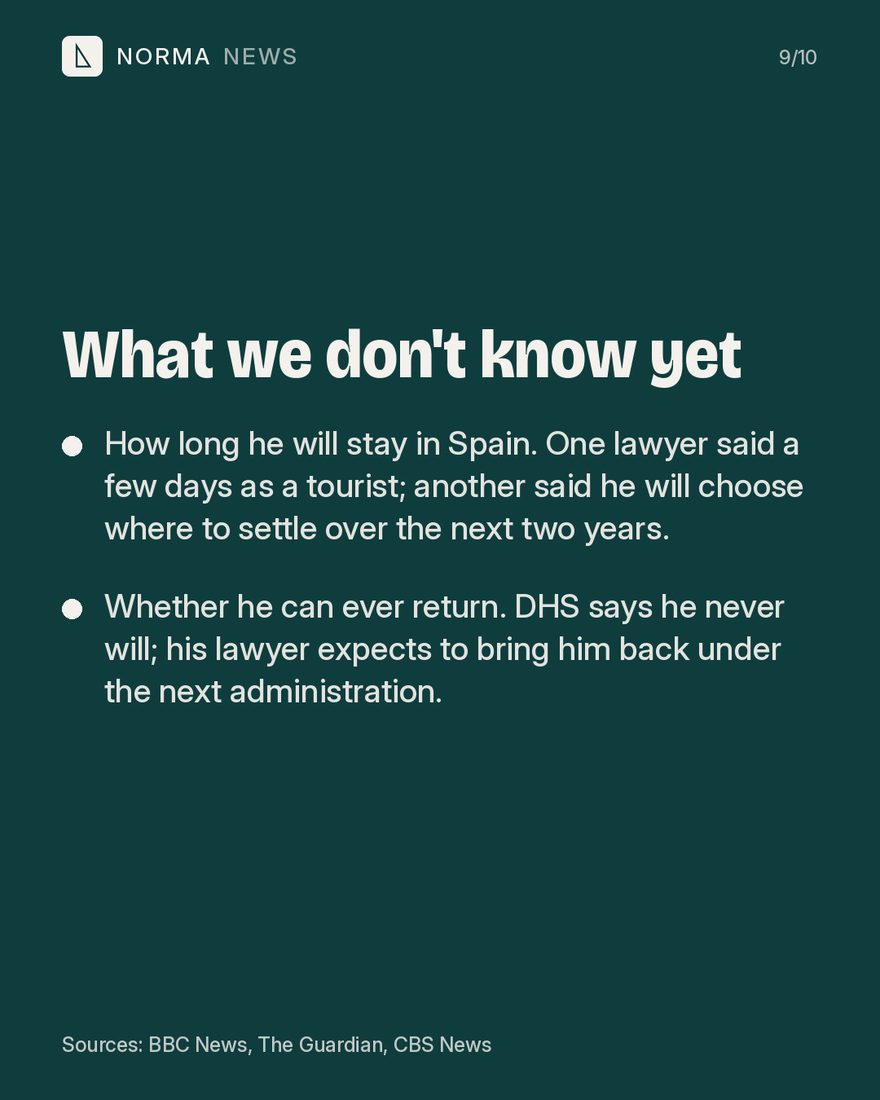 NORMA NEWS
9/10
What we don't know yet
How long he will stay in Spain. One lawyer said a
few days as a tourist; another said he will choose
where to settle over the next two years.
Whether he can ever return. DHS says he never
will; his lawyer expects to bring him back under
the next administration.
Sources: BBC News, The Guardian, CBS News